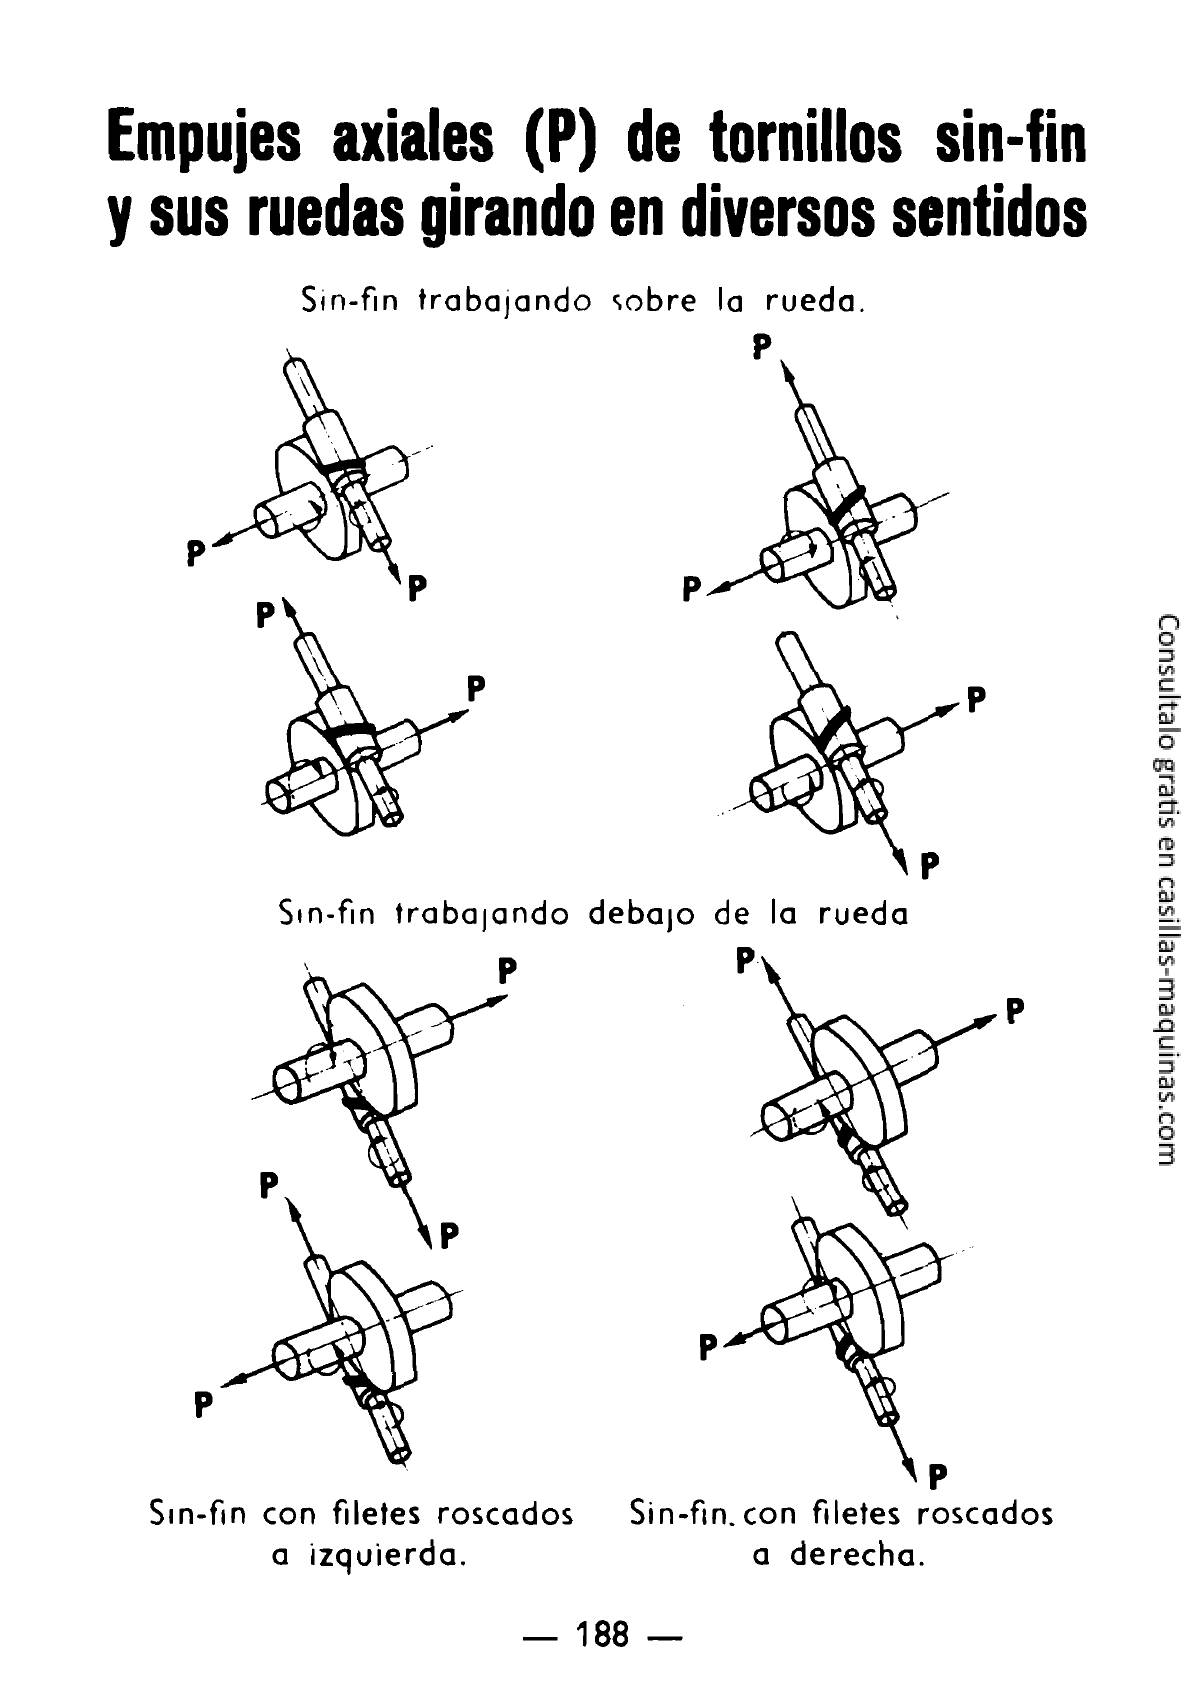 Empujes axiales (P) de tornillos sin-fin
y sus ruedas girando en diversos sentidos
Sin-fin trabajando sobre la rueda.
P
P
P
P
P
P
P
P
Sin-fin trabajando debajo de la rueda
P
P
P
P
P
P
P
P
Sin-fin con filetes roscados
a izquierda.
Sin-fin. con filetes roscados
a derecha.
— 188 —
Consultalo gratis en casillas-maquinas.com